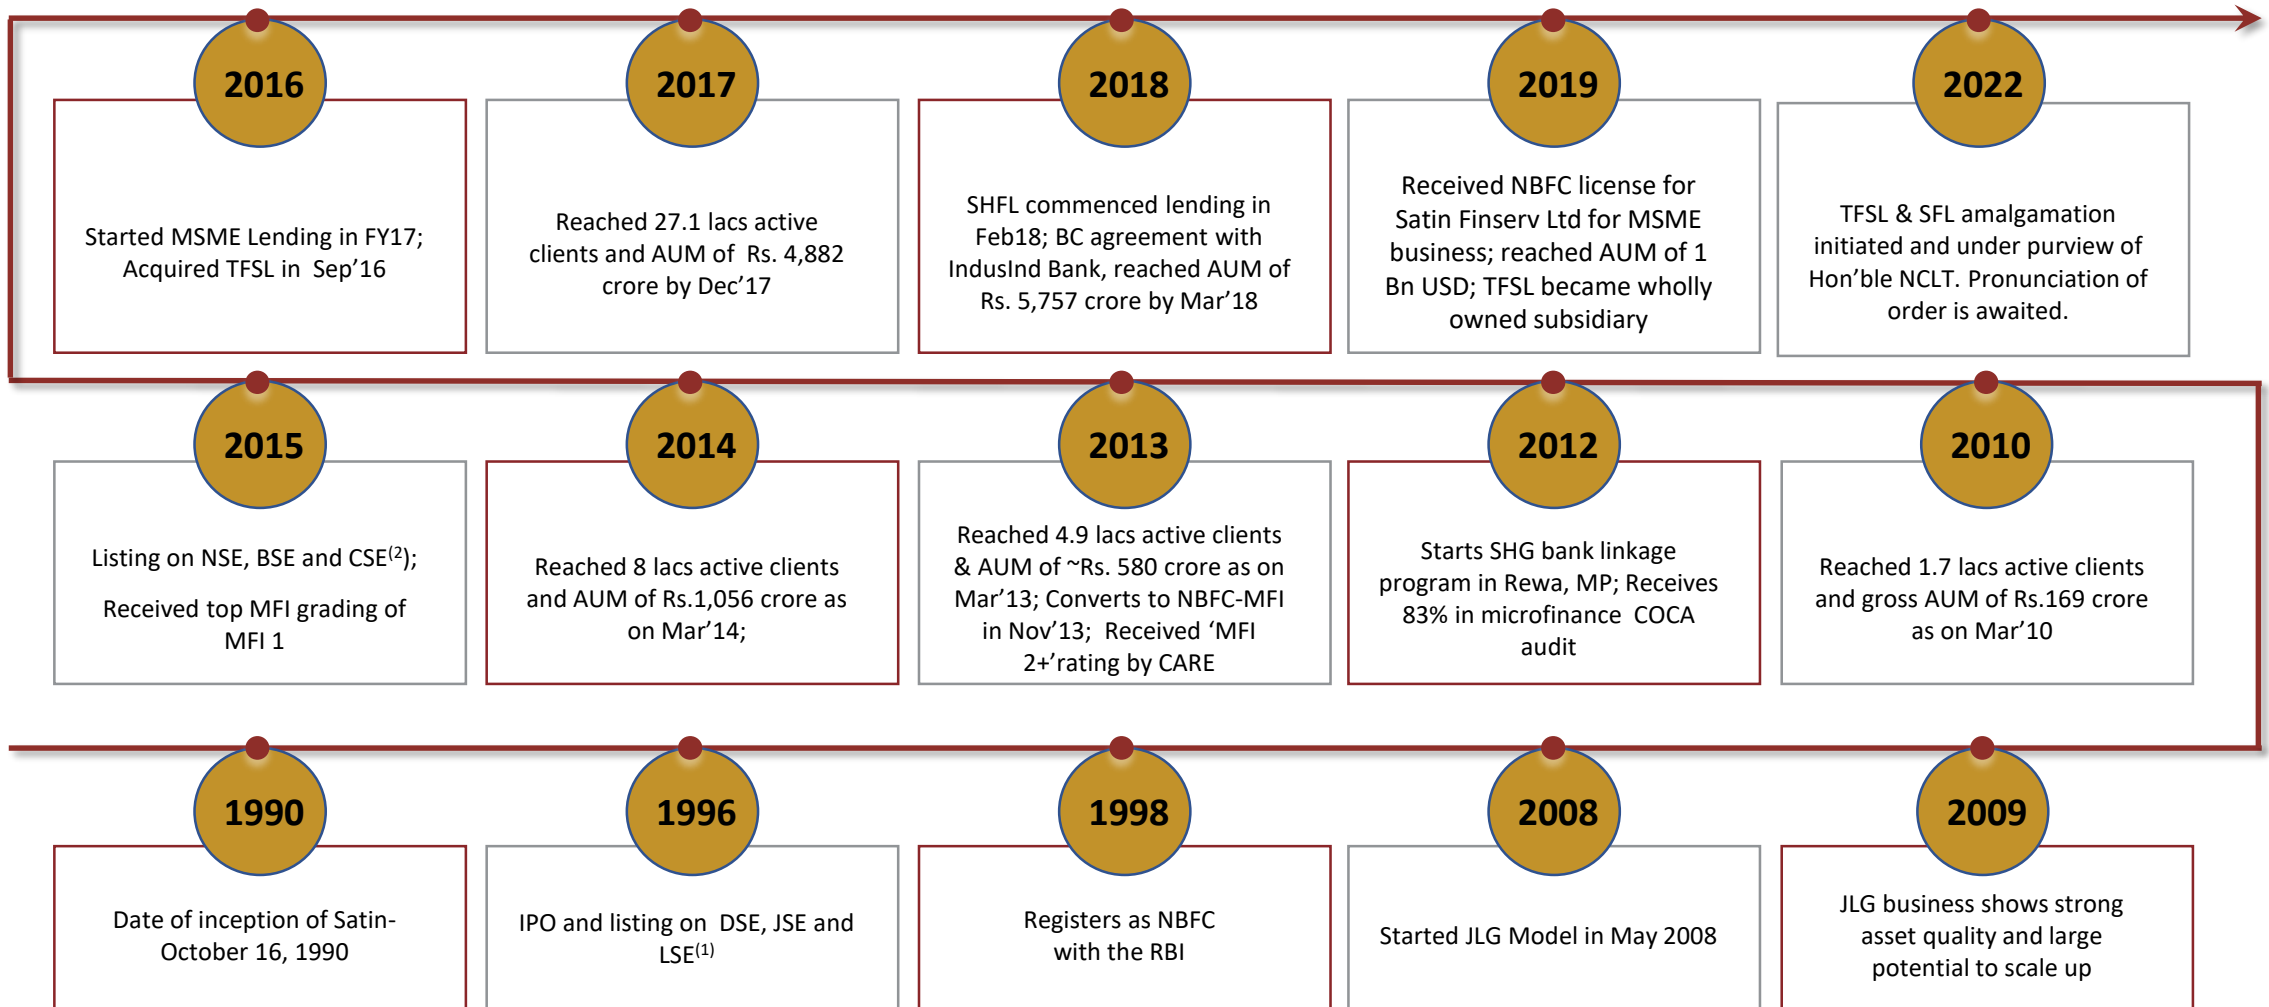 2016
Started MSME Lending in FY17;
Acquired TFSL in Sep’16
2017
Reached 27.1 lacs active
clients and AUM of Rs. 4,882
crore by Dec’17
2018
SHFL commenced lending in
Feb18; BC agreement with
IndusInd Bank, reached AUM of
Rs. 5,757 crore by Mar’18
2019
Received NBFC license for
Satin Finserv Ltd for MSME
business; reached AUM of 1
Bn USD; TFSL became wholly
owned subsidiary
2022
TFSL & SFL amalgamation
initiated and under purview of
Hon’ble NCLT. Pronunciation of
order is awaited.
2015
Listing on NSE, BSE and CSE(2);
Received top MFI grading of
MFI 1
2014
Reached 8 lacs active clients
and AUM of Rs.1,056 crore as
on Mar’14;
2013
Reached 4.9 lacs active clients
& AUM of ~Rs. 580 crore as on
Mar’13; Converts to NBFC-MFI
in Nov’13; Received ‘MFI
2+’rating by CARE
2012
Starts SHG bank linkage
program in Rewa, MP; Receives
83% in microfinance COCA
audit
2010
Reached 1.7 lacs active clients
and gross AUM of Rs.169 crore
as on Mar’10
1990
Date of inception of Satin-
October 16, 1990
1996
IPO and listing on DSE, JSE and
LSE(1)
1998
Registers as NBFC
with the RBI
2008
Started JLG Model in May 2008
2009
JLG business shows strong
asset quality and large
potential to scale up